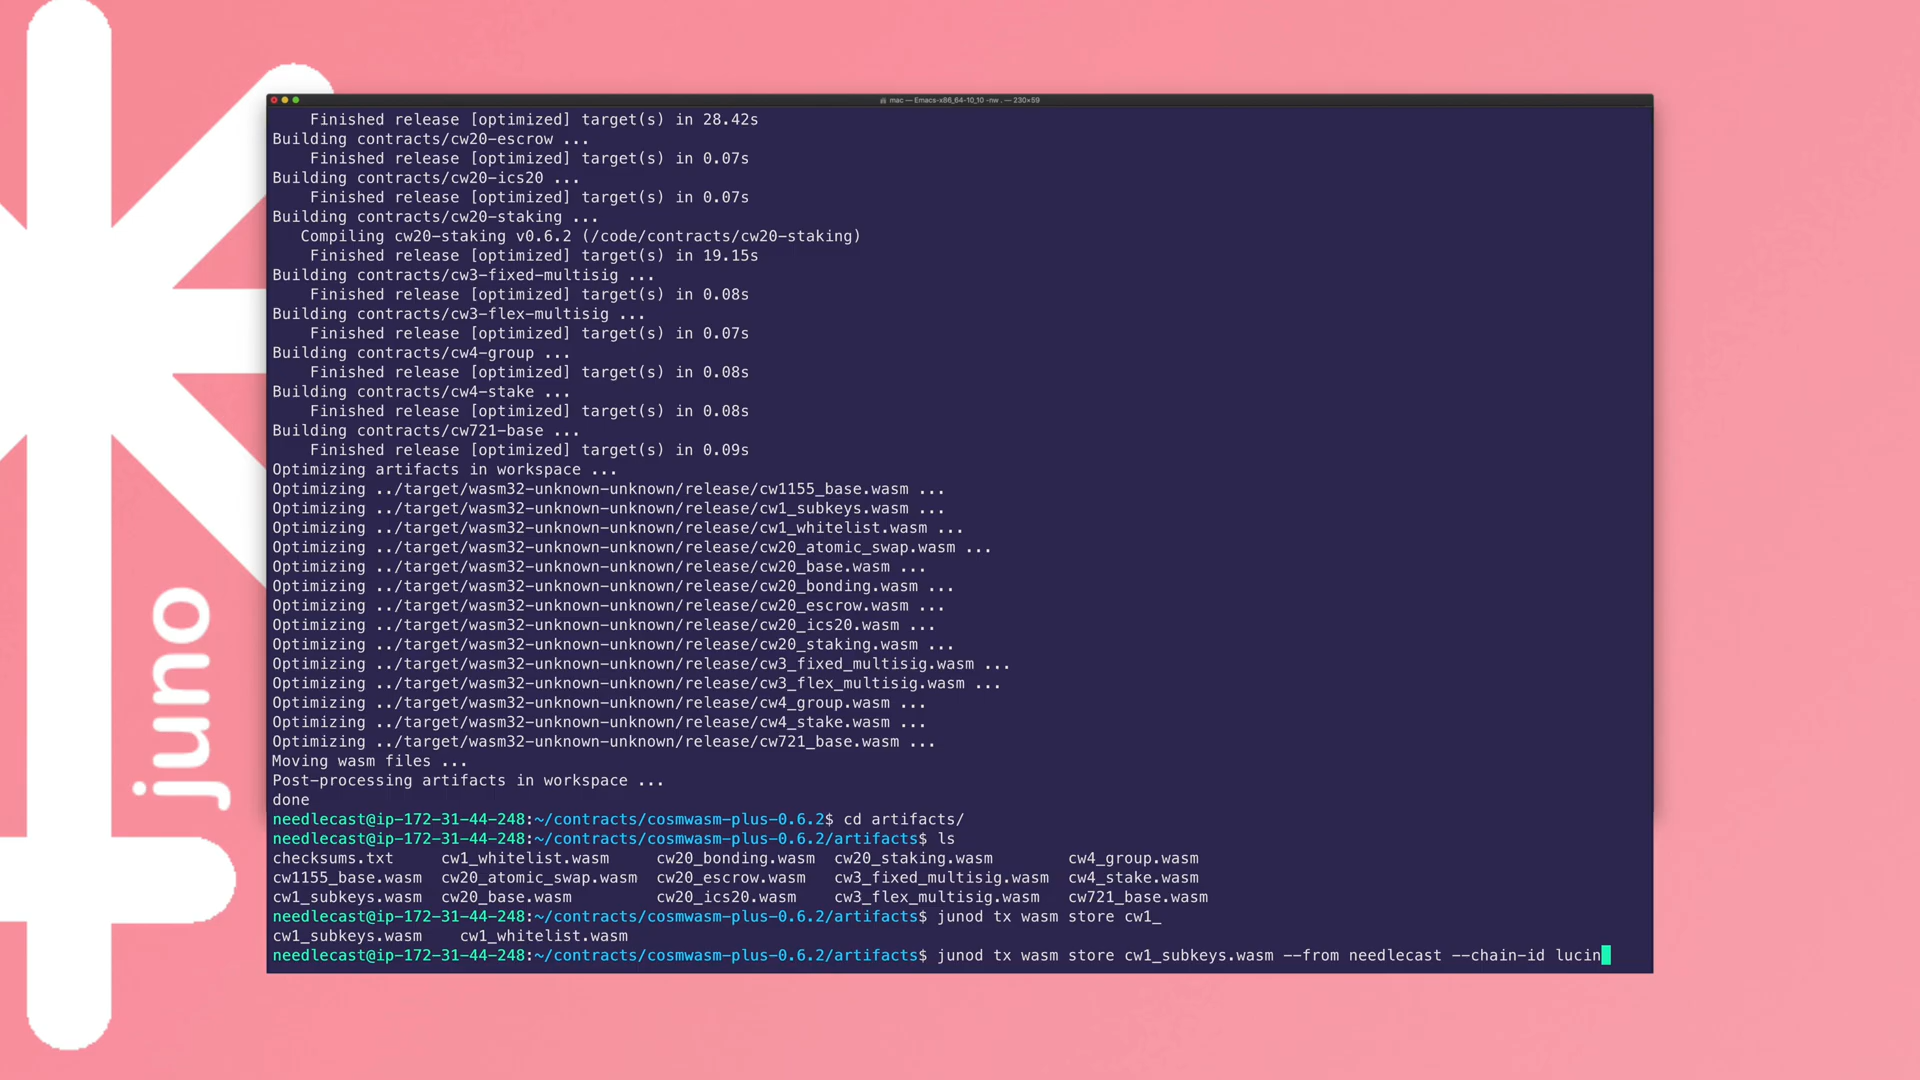 juno
mac — Emacs-x86_64-10_10 -nw . — 230×59
Finished release [optimized] target(s) in 28.42s
Building contracts/cw20-escrow ...
Finished release [optimized] target(s) in 0.07s
Building contracts/cw20-ics20 ...
Finished release [optimized] target(s) in 0.07s
Building contracts/cw20-staking ...
Compiling cw20-staking v0.6.2 (/code/contracts/cw20-staking)
Finished release [optimized] target(s) in 19.15s
Building contracts/cw3-fixed-multisig ...
Finished release [optimized] target(s) in 0.08s
Building contracts/cw3-flex-multisig ...
Finished release [optimized] target(s) in 0.07s
Building contracts/cw4-group ...
Finished release [optimized] target(s) in 0.08s
Building contracts/cw4-stake ...
Finished release [optimized] target(s) in 0.08s
Building contracts/cw721-base ...
Finished release [optimized] target(s) in 0.09s
Optimizing artifacts in workspace ...
Optimizing ../target/wasm32-unknown-unknown/release/cw1155_base.wasm ...
Optimizing ../target/wasm32-unknown-unknown/release/cw1_subkeys.wasm ...
Optimizing ../target/wasm32-unknown-unknown/release/cw1_whitelist.wasm ...
Optimizing ../target/wasm32-unknown-unknown/release/cw20_atomic_swap.wasm ...
Optimizing ../target/wasm32-unknown-unknown/release/cw20_base.wasm ...
Optimizing ../target/wasm32-unknown-unknown/release/cw20_bonding.wasm ...
Optimizing ../target/wasm32-unknown-unknown/release/cw20_escrow.wasm ...
Optimizing ../target/wasm32-unknown-unknown/release/cw20_ics20.wasm ...
Optimizing ../target/wasm32-unknown-unknown/release/cw20_staking.wasm ...
Optimizing ../target/wasm32-unknown-unknown/release/cw3_fixed_multisig.wasm ...
Optimizing ../target/wasm32-unknown-unknown/release/cw3_flex_multisig.wasm ...
Optimizing ../target/wasm32-unknown-unknown/release/cw4_group.wasm ...
Optimizing ../target/wasm32-unknown-unknown/release/cw4_stake.wasm ...
Optimizing ../target/wasm32-unknown-unknown/release/cw721_base.wasm ...
Moving wasm files ...
Post-processing artifacts in workspace ...
done
needlecast@ip-172-31-44-248:~/contracts/cosmwasm-plus-0.6.2$ cd artifacts/
needlecast@ip-172-31-44-248:~/contracts/cosmwasm-plus-0.6.2/artifacts$ ls
checksums.txt cw1_whitelist.wasm cw20_bonding.wasm cw20_staking.wasm cw4_group.wasm
cw1155_base.wasm cw20_atomic_swap.wasm cw20_escrow.wasm cw3_fixed_multisig.wasm cw4_stake.wasm
cw1_subkeys.wasm cw20_base.wasm cw20_ics20.wasm cw3_flex_multisig.wasm cw721_base.wasm
needlecast@ip-172-31-44-248:~/contracts/cosmwasm-plus-0.6.2/artifacts$ junod tx wasm store cw1_
cw1_subkeys.wasm cw1_whitelist.wasm
needlecast@ip-172-31-44-248:~/contracts/cosmwasm-plus-0.6.2/artifacts$ junod tx wasm store cw1_subkeys.wasm --from needlecast --chain-id lucin